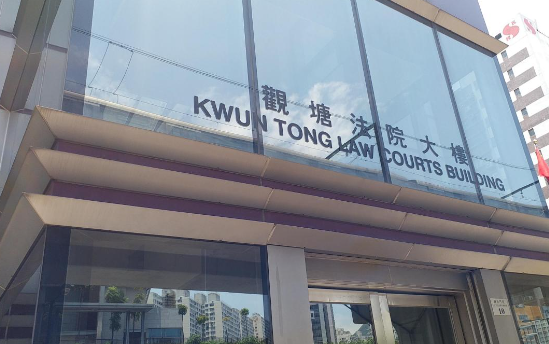 觀塘法院大樓
KWUN TONG LAW COURTS BUILDING